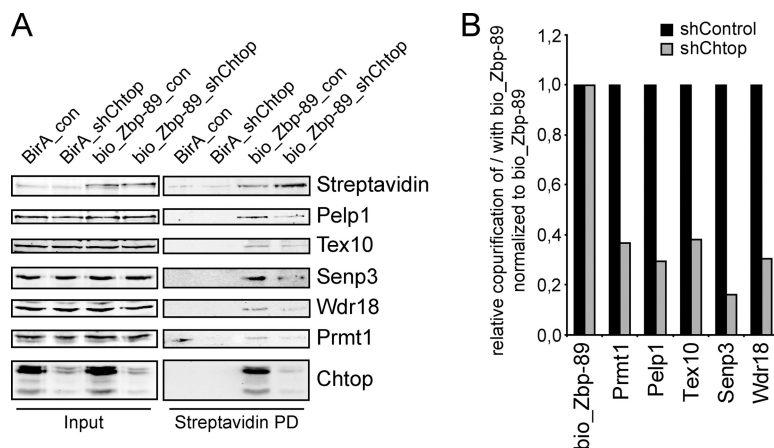 A
BirA_con
BirA_shChtop
bio_Zbp-89_con
bio_Zbp-89_shChtop
BirA_con
BirA_shChtop
bio_Zbp-89_con
bio_Zbp-89_shChtop
Streptavidin
Pelp1
Tex10
Senp3
Wdr18
Prmt1
Chtop
Input
Streptavidin PD
B
relative copurification of / with bio_Zbp-89
normalized to bio_Zbp-89
shControl
shChtop
1,2
1,0
0,8
0,6
0,4
0,2
0,0
bio_Zbp-89
Prmt1
Pelp1
Tex10
Senp3
Wdr18